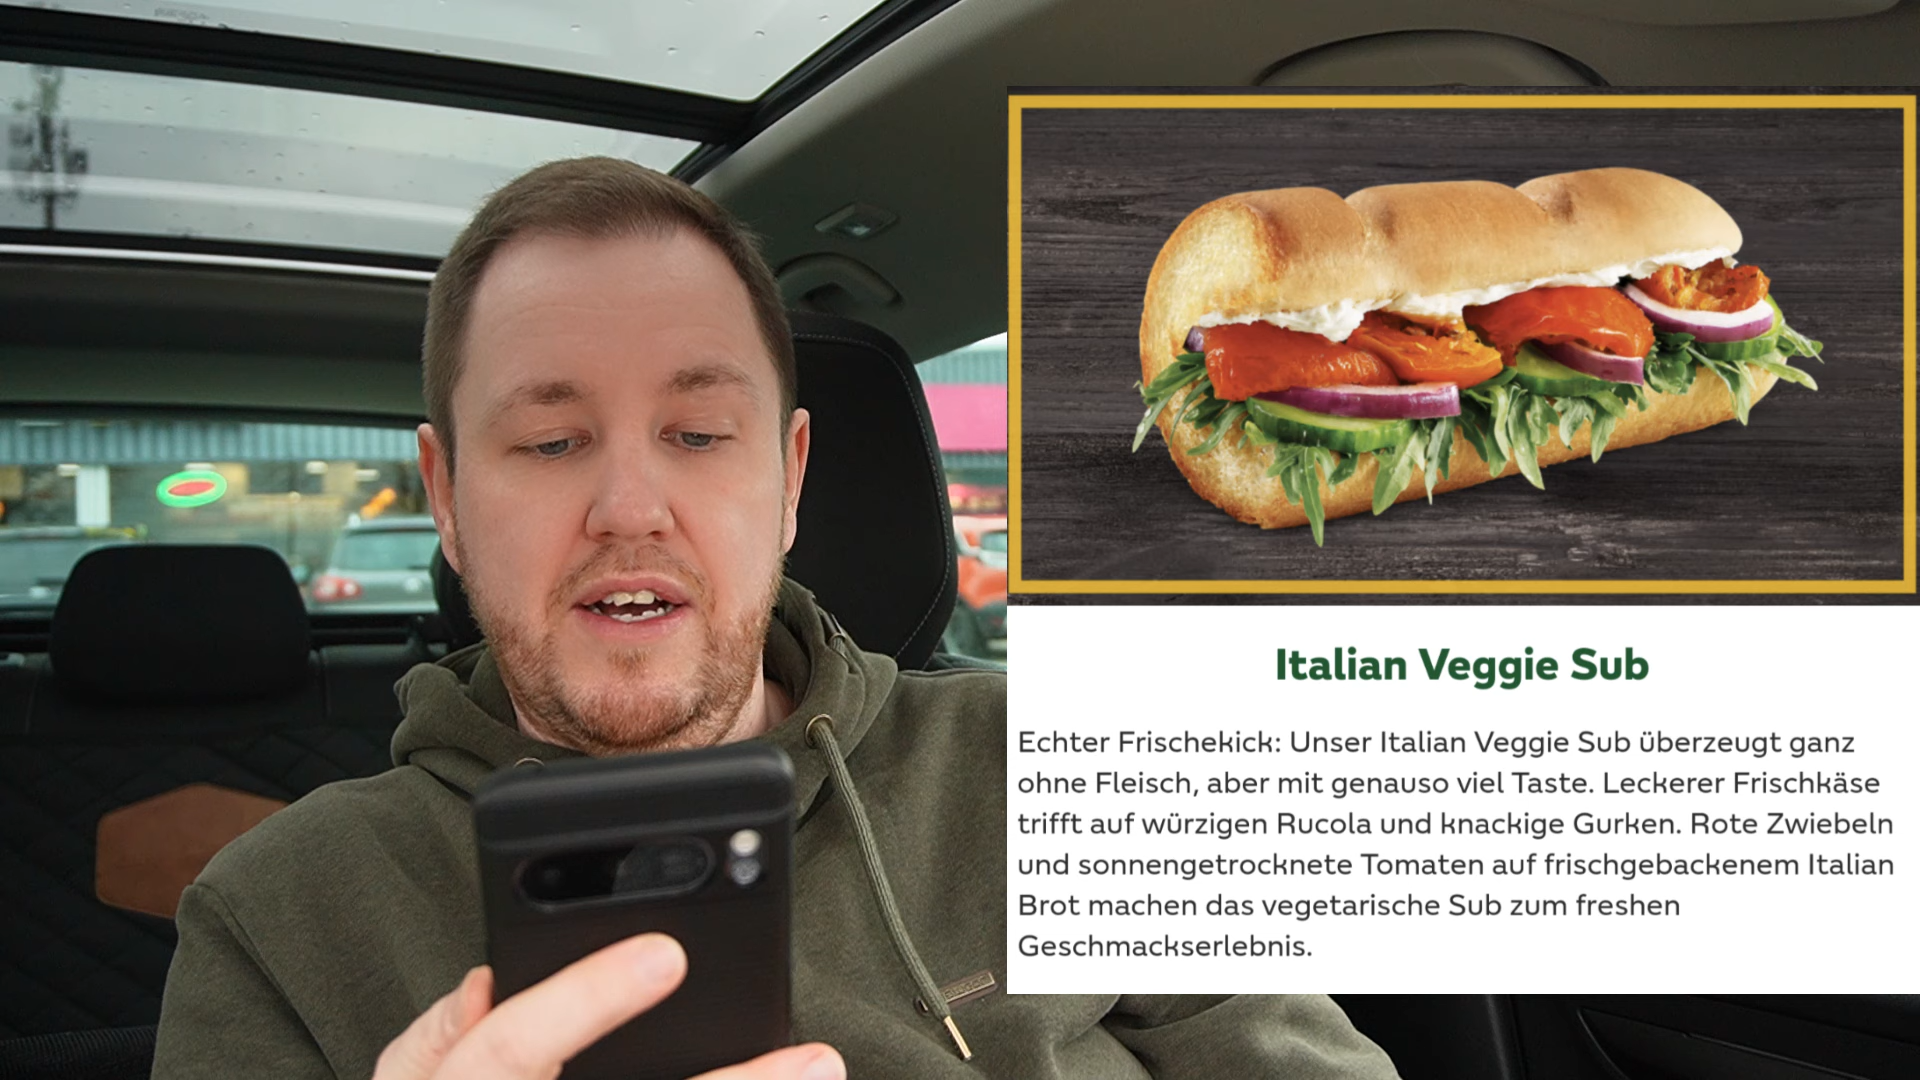 Italian Veggie Sub
Echter Frischekick: Unser Italian Veggie Sub überzeugt ganz
ohne Fleisch, aber mit genauso viel Taste. Leckerer Frischkäse
trifft auf würzigen Rucola und knackige Gurken. Rote Zwiebeln
und sonnengetrocknete Tomaten auf frischgebackenem Italian
Brot machen das vegetarische Sub zum freshen
Geschmackserlebnis.